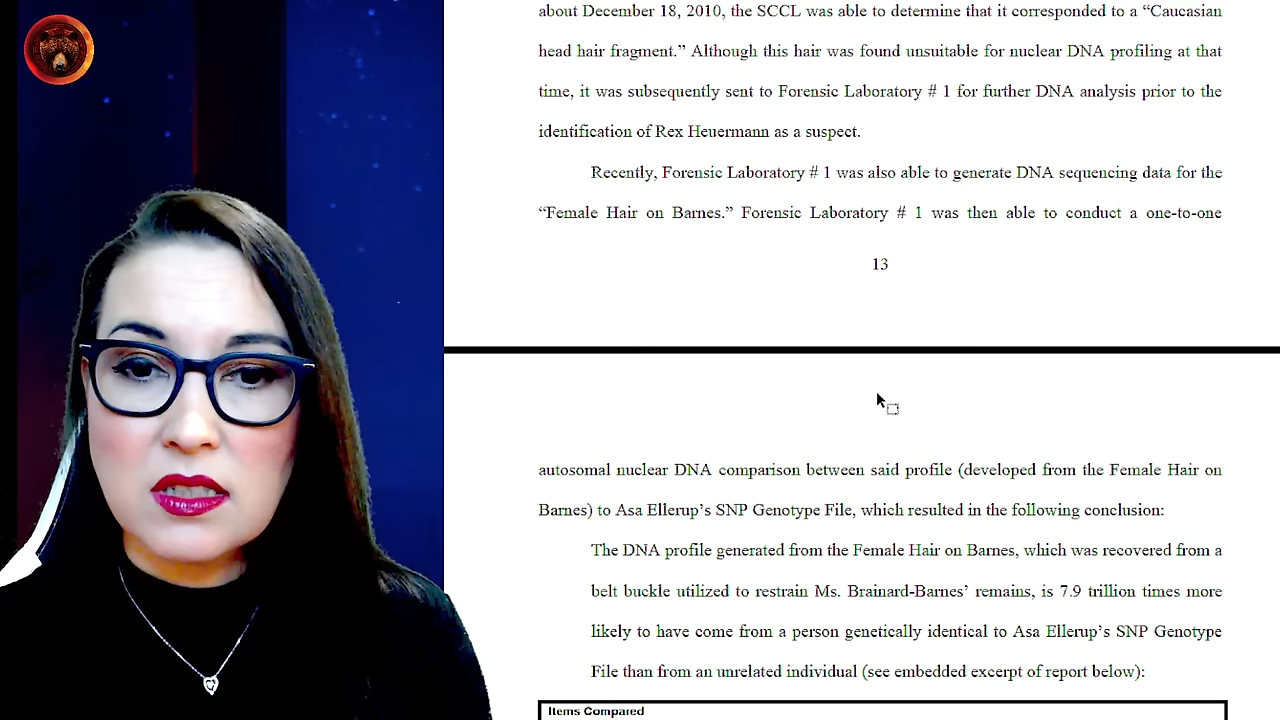 about December 18, 2010, the SCCL was able to determine that it corresponded to a “Caucasian
head hair fragment.” Although this hair was found unsuitable for nuclear DNA profiling at that
time, it was subsequently sent to Forensic Laboratory # 1 for further DNA analysis prior to the
identification of Rex Heuermann as a suspect.
Recently, Forensic Laboratory # 1 was also able to generate DNA sequencing data for the
“Female Hair on Barnes.” Forensic Laboratory # 1 was then able to conduct a one-to-one
13
autosomal nuclear DNA comparison between said profile (developed from the Female Hair on
Barnes) to Asa Ellerup’s SNP Genotype File, which resulted in the following conclusion:
The DNA profile generated from the Female Hair on Barnes, which was recovered from a
belt buckle utilized to restrain Ms. Brainard-Barnes’ remains, is 7.9 trillion times more
likely to have come from a person genetically identical to Asa Ellerup’s SNP Genotype
File than from an unrelated individual (see embedded excerpt of report below):
Items Compared